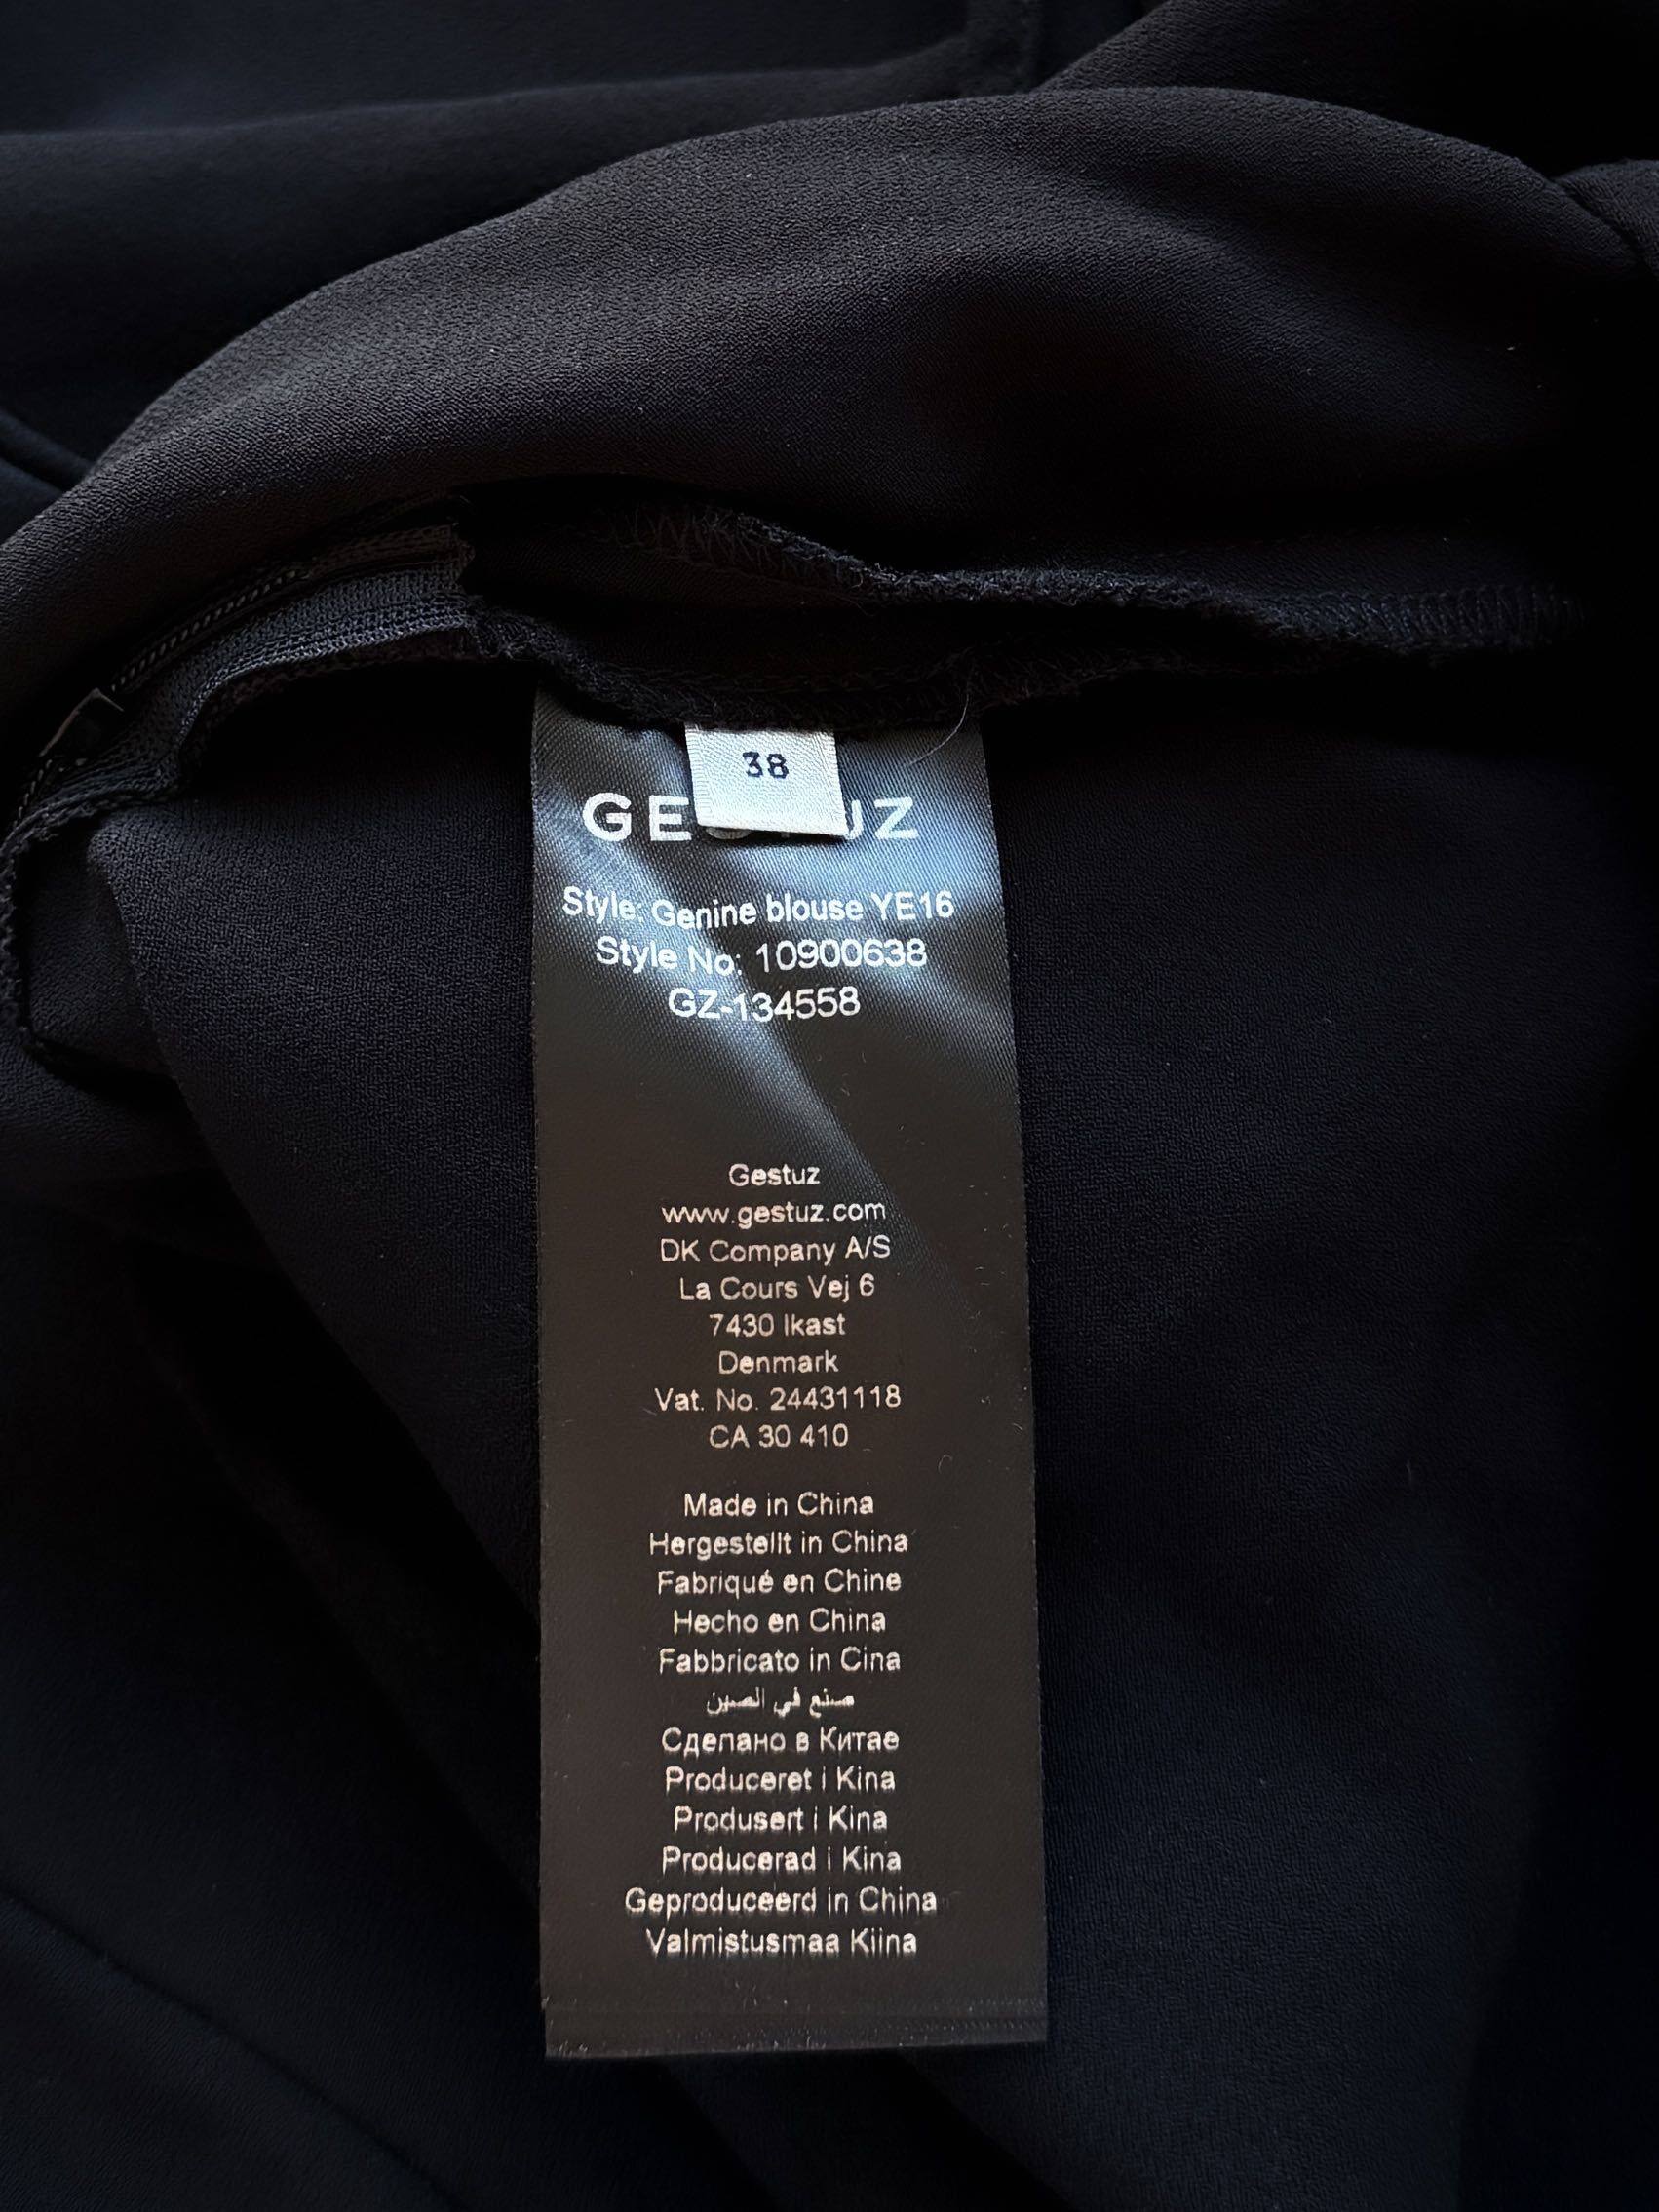 38
GESTUZ
Style: Genine blouse YE16
Style No: 10900638
GZ-134558
Gestuz
www.gestuz.com
DK Company A/S
La Cours Vej 6
7430 Ikast
Denmark
Vat. No. 24431118
CA 30 410
Made in China
Hergestellt in China
Fabriqué en Chine
Hecho en China
Fabbricato in Cina
صنع في الصين
Сделано в Китае
Produceret i Kina
Produsert i Kina
Producerad i Kina
Geproduceerd in China
Valmistusmaa Kiina